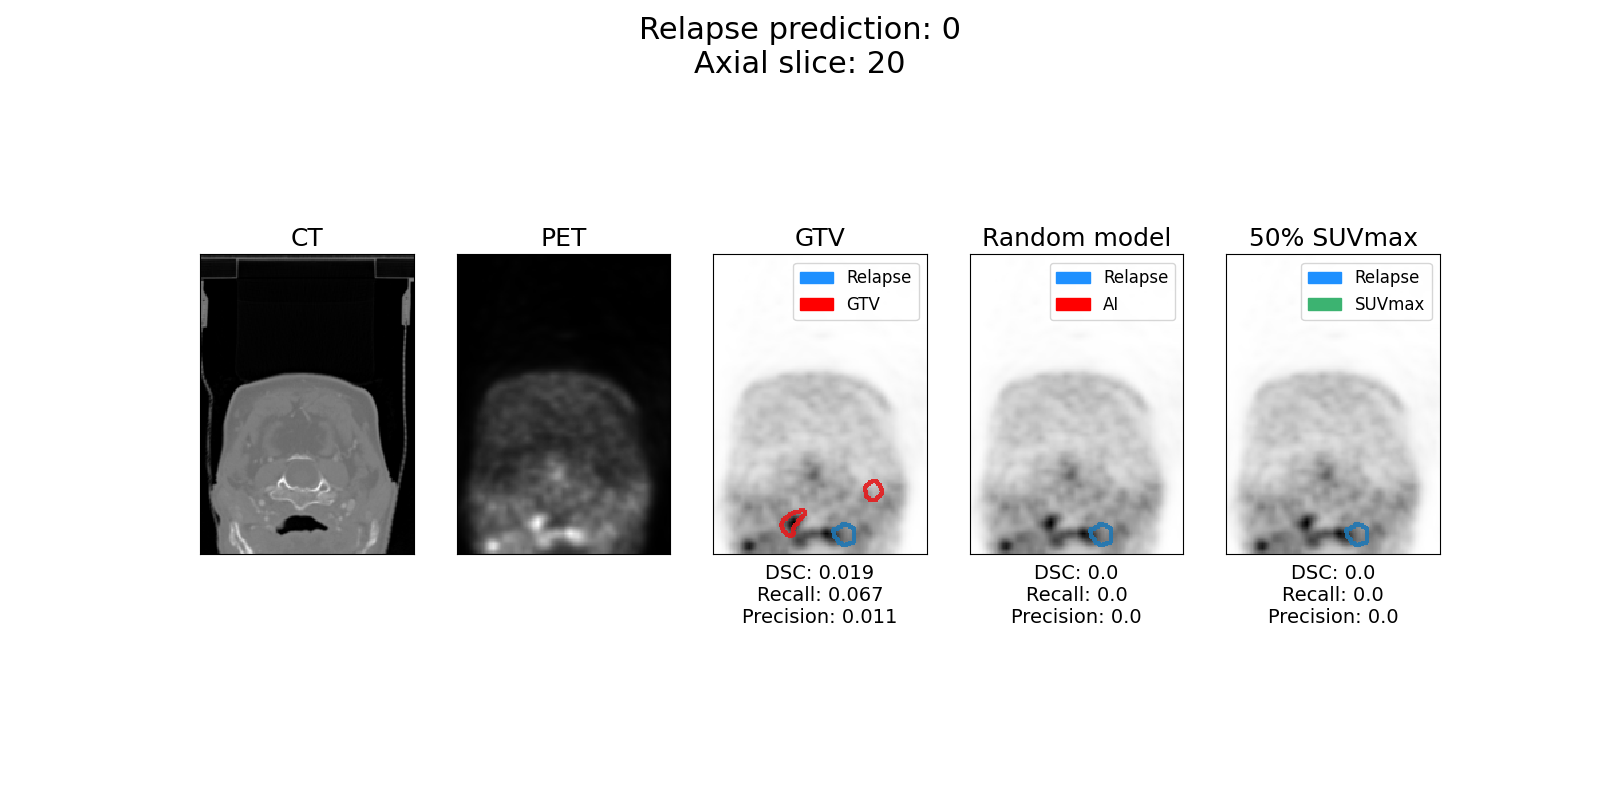 Relapse prediction: 0
Axial slice: 20
CT
PET
GTV
Random model
50% SUVmax
Relapse
GTV
Relapse
AI
Relapse
SUVmax
DSC: 0.019
Recall: 0.067
Precision: 0.011
DSC: 0.0
Recall: 0.0
Precision: 0.0
DSC: 0.0
Recall: 0.0
Precision: 0.0